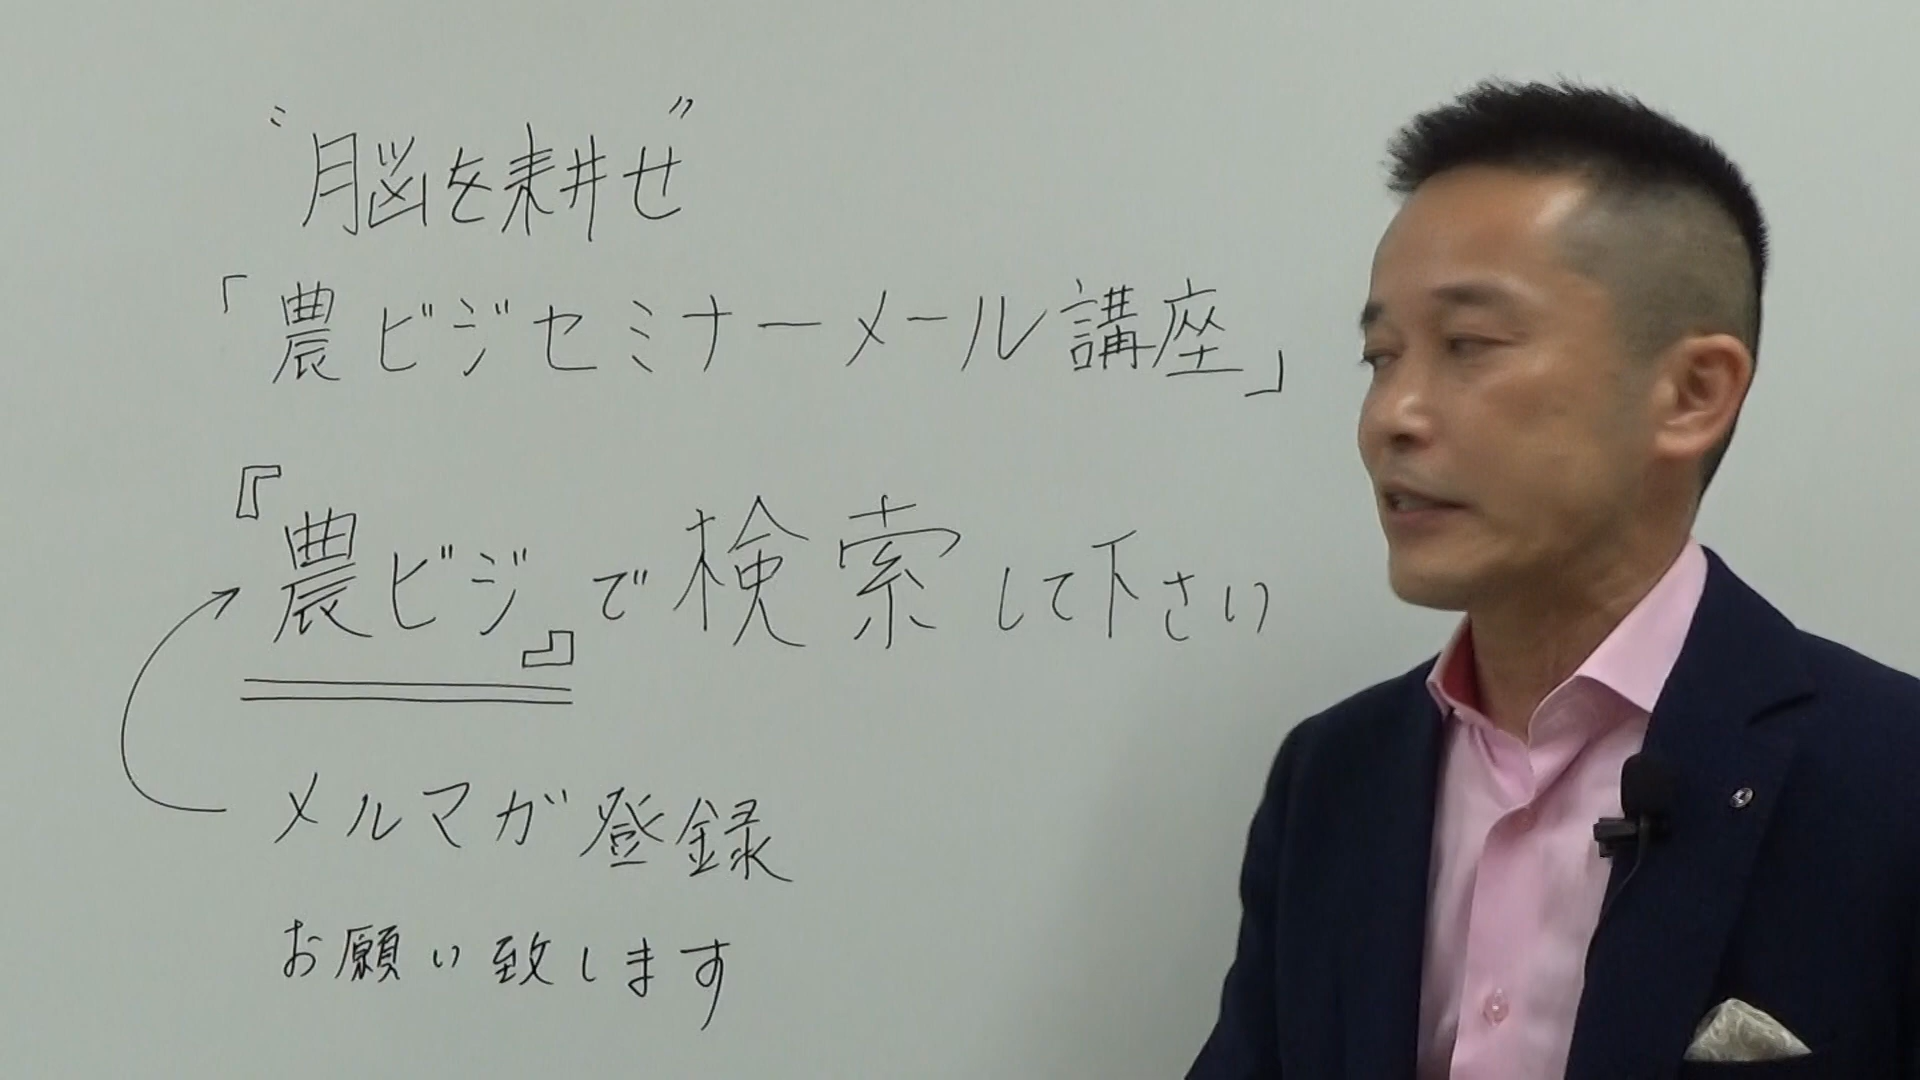 〝脳を耕せ〞
「農ビジセミナーメール講座」
『農ビジ』で検索して下さい
メルマガ登録
お願い致します